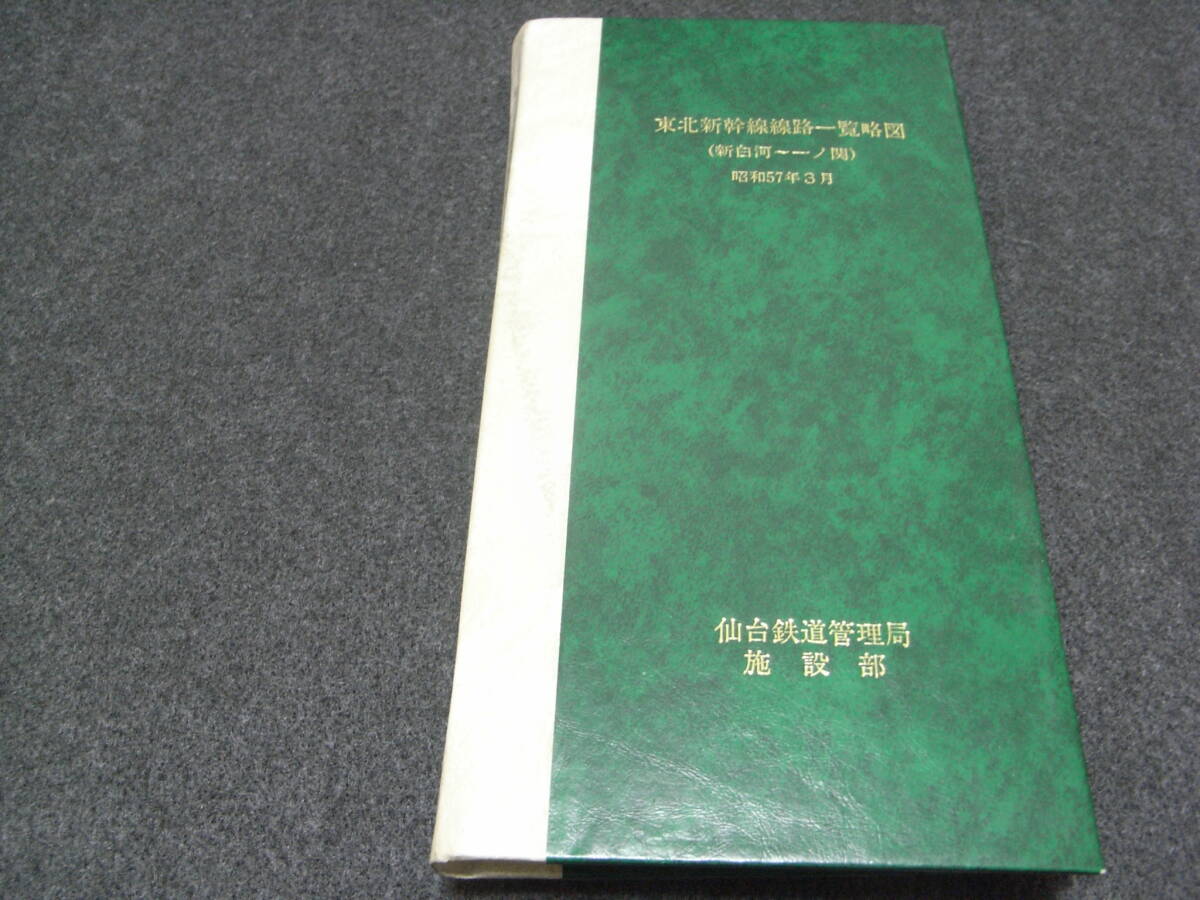 東北新幹線線路一覧略図
(新白河~一ノ関)
昭和57年3月
仙台鉄道管理局
施設部